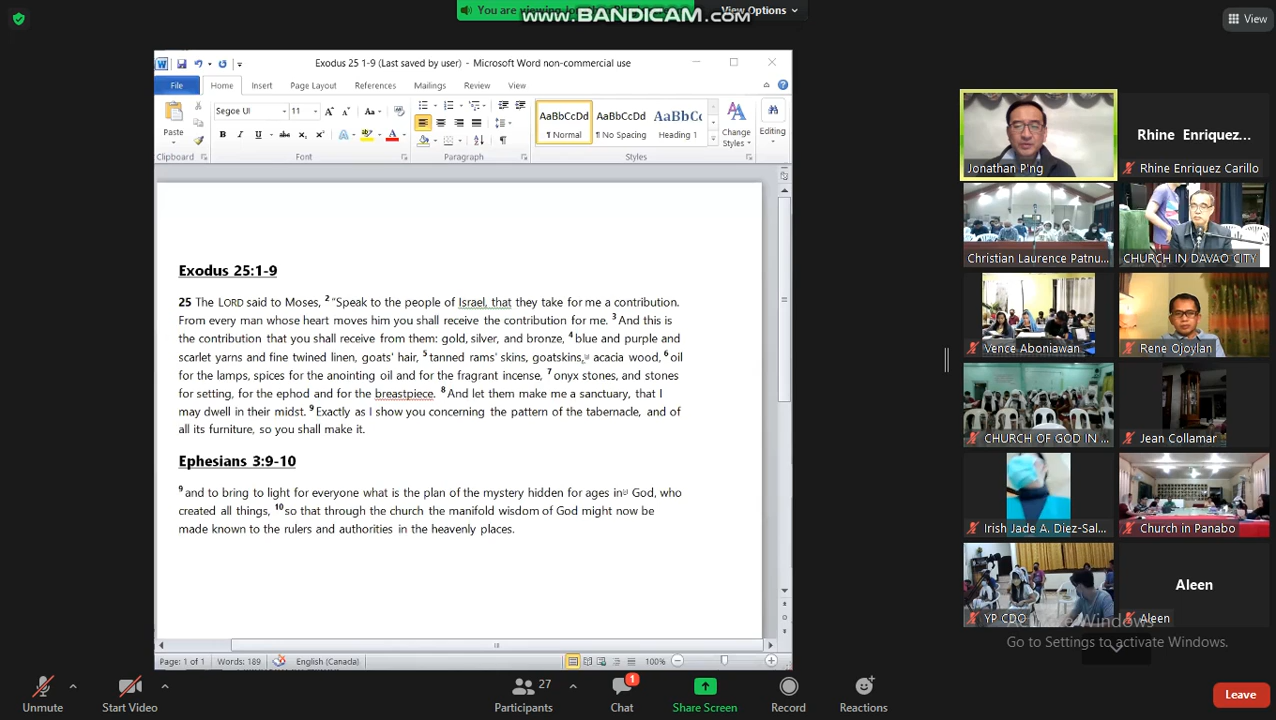 You are viewing
www.BANDICAM.com
View Options
View
Exodus 25 1-9 (Last saved by user) - Microsoft Word non-commercial use
File Home Insert Page Layout References Mailings Review View
Segoe UI 11
Paste
AaBbCcDd AaBbCcDd AaBbCc
¶ Normal ¶ No Spacing Heading 1
Change Styles
Editing
Clipboard Font Paragraph Styles
Exodus 25:1-9
25 The LORD said to Moses, 2 “Speak to the people of Israel, that they take for me a contribution.
From every man whose heart moves him you shall receive the contribution for me. 3 And this is
the contribution that you shall receive from them: gold, silver, and bronze, 4 blue and purple and
scarlet yarns and fine twined linen, goats' hair, 5 tanned rams' skins, goatskins, acacia wood, 6 oil
for the lamps, spices for the anointing oil and for the fragrant incense, 7 onyx stones, and stones
for setting, for the ephod and for the breastpiece. 8 And let them make me a sanctuary, that I
may dwell in their midst. 9 Exactly as I show you concerning the pattern of the tabernacle, and of
all its furniture, so you shall make it.
Ephesians 3:9-10
9 and to bring to light for everyone what is the plan of the mystery hidden for ages in God, who
created all things, 10 so that through the church the manifold wisdom of God might now be
made known to the rulers and authorities in the heavenly places.
Page: 1 of 1 Words: 189 English (Canada) 100%
Jonathan P'ng
Rhine Enriquez...
Rhine Enriquez Carillo
Christian Laurence Patnu...
CHURCH IN DAVAO CITY
Vence Aboniawan
Rene Ojoylan
CHURCH OF GOD IN ...
Jean Collamar
Irish Jade A. Diez-Sal...
Church in Panabo
YP CDO
Aleen
Aleen
Activate Windows
Go to Settings to activate Windows.
Unmute
Start Video
27
Participants
1
Chat
Share Screen
Record
Reactions
Leave